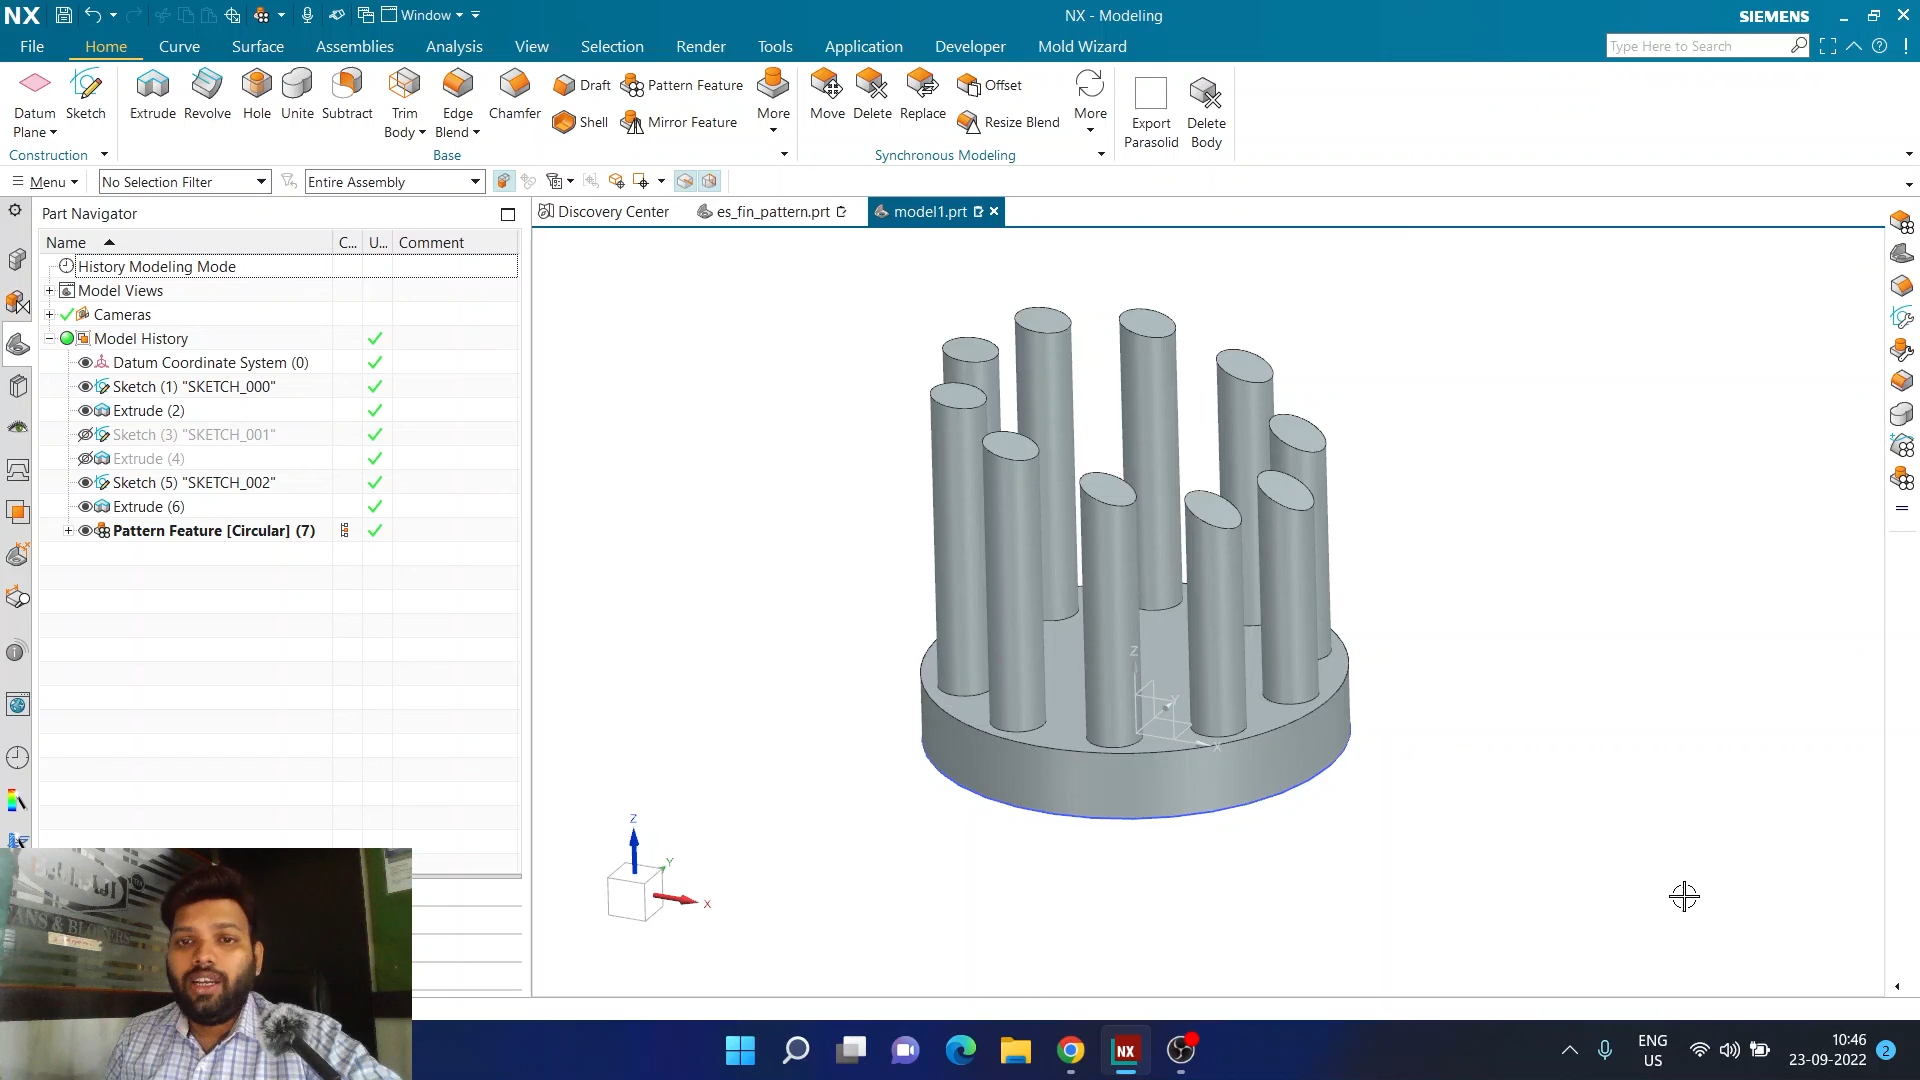 NX
Window
NX - Modeling
SIEMENS
File
Home
Curve
Surface
Assemblies
Analysis
View
Selection
Render
Tools
Application
Developer
Mold Wizard
Type Here to Search
Datum Plane
Sketch
Extrude
Revolve
Hole
Unite
Subtract
Trim Body
Edge Blend
Chamfer
Draft
Shell
Pattern Feature
Mirror Feature
More
Move
Delete
Replace
Offset
Resize Blend
More
Export Parasolid
Delete Body
Construction
Base
Synchronous Modeling
Menu
No Selection Filter
Entire Assembly
Part Navigator
Discovery Center
es_fin_pattern.prt
model1.prt
Name
C...
U...
Comment
History Modeling Mode
Model Views
Cameras
Model History
Datum Coordinate System (0)
Sketch (1) "SKETCH_000"
Extrude (2)
Sketch (3) "SKETCH_001"
Extrude (4)
Sketch (5) "SKETCH_002"
Extrude (6)
Pattern Feature [Circular] (7)
Z
Y
X
Z
Y
X
NX
ENG
US
10:46
23-09-2022
2